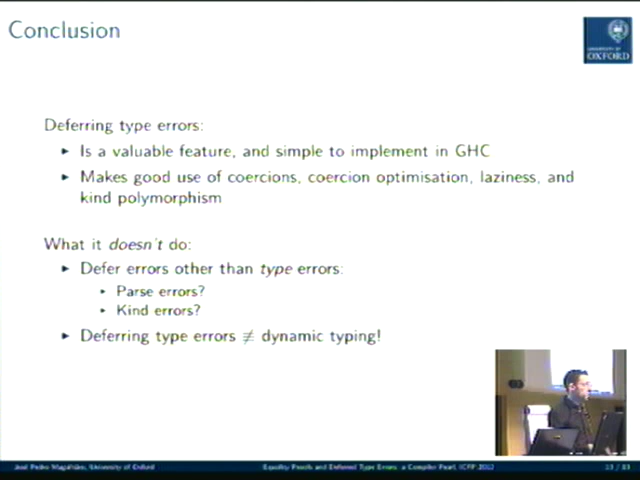 Conclusion
UNIVERSITY OF
OXFORD
Deferring type errors:
▸ Is a valuable feature, and simple to implement in GHC
▸ Makes good use of coercions, coercion optimisation, laziness, and
kind polymorphism
What it doesn't do:
▸ Defer errors other than type errors:
▸ Parse errors?
▸ Kind errors?
▸ Deferring type errors ≢ dynamic typing!
José Pedro Magalhães, University of Oxford
Equality Proofs and Deferred Type Errors: a Compiler Pearl, ICFP 2012
13 / 13